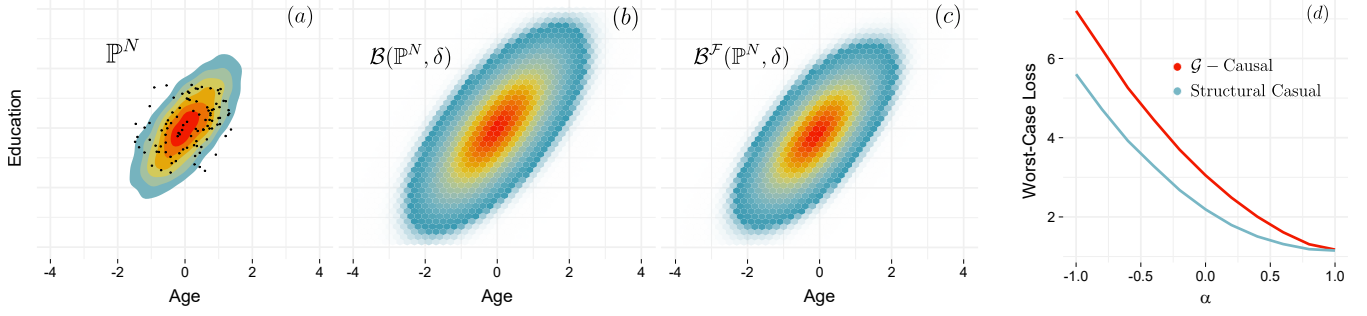 (a)
ℙ^N
Education
-4 -2 0 2 4
Age
(b)
ℬ(ℙ^N, δ)
-4 -2 0 2 4
Age
(c)
ℬ^ℱ(ℙ^N, δ)
-4 -2 0 2 4
Age
(d)
Worst-Case Loss
6
4
2
𝒢 − Causal
Structural Casual
-1.0 -0.5 0.0 0.5 1.0
α